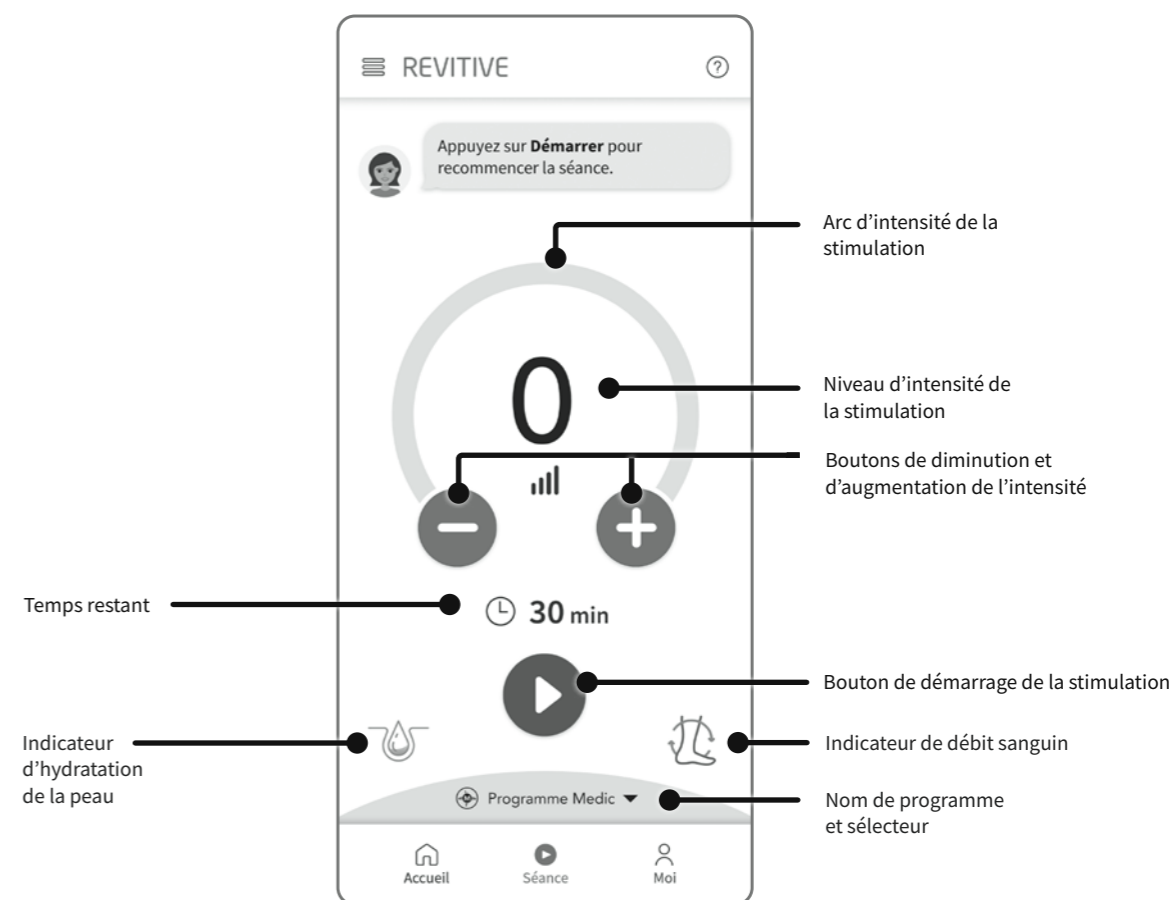 REVITIVE
?
Appuyez sur Démarrer pour
recommencer la séance.
Arc d'intensité de la
stimulation
0
Niveau d'intensité de
la stimulation
Boutons de diminution et
d'augmentation de l'intensité
Temps restant
30 min
Bouton de démarrage de la stimulation
Indicateur
d'hydratation
de la peau
Indicateur de débit sanguin
Programme Medic
Nom de programme
et sélecteur
Accueil
Séance
Moi